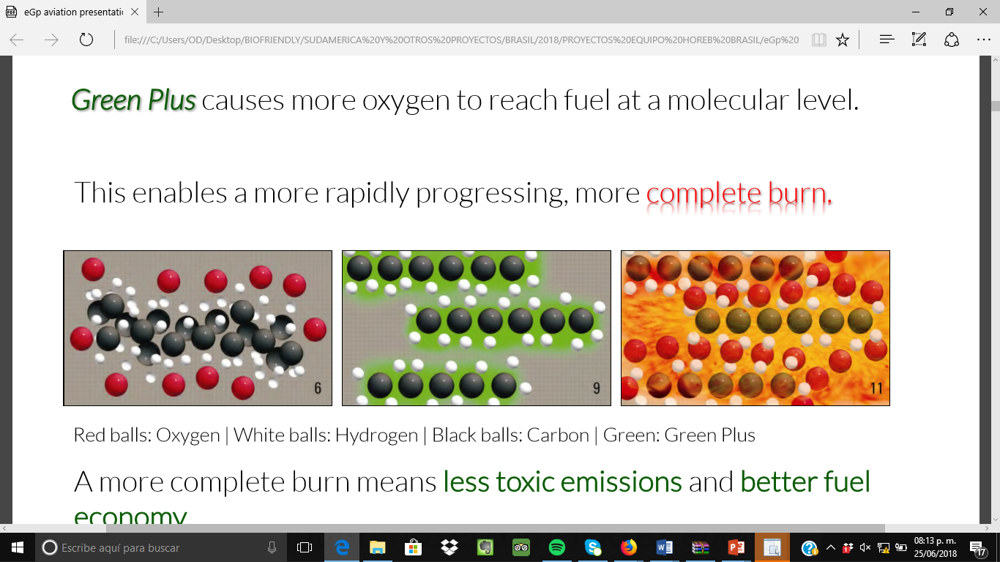 eGp aviation presentatic
file:///C:/Users/OD/Desktop/BIOFRIENDLY/SUDAMERICA%20Y%20OTROS%20PROYECTOS/BRASIL/2018/PROYECTOS%20EQUIPO%20HOREB%20BRASIL/eGp%20
Green Plus causes more oxygen to reach fuel at a molecular level.
This enables a more rapidly progressing, more complete burn.
6
9
11
Red balls: Oxygen | White balls: Hydrogen | Black balls: Carbon | Green: Green Plus
A more complete burn means less toxic emissions and better fuel
economy
Escribe aquí para buscar
08:13 p. m.
25/06/2018
17